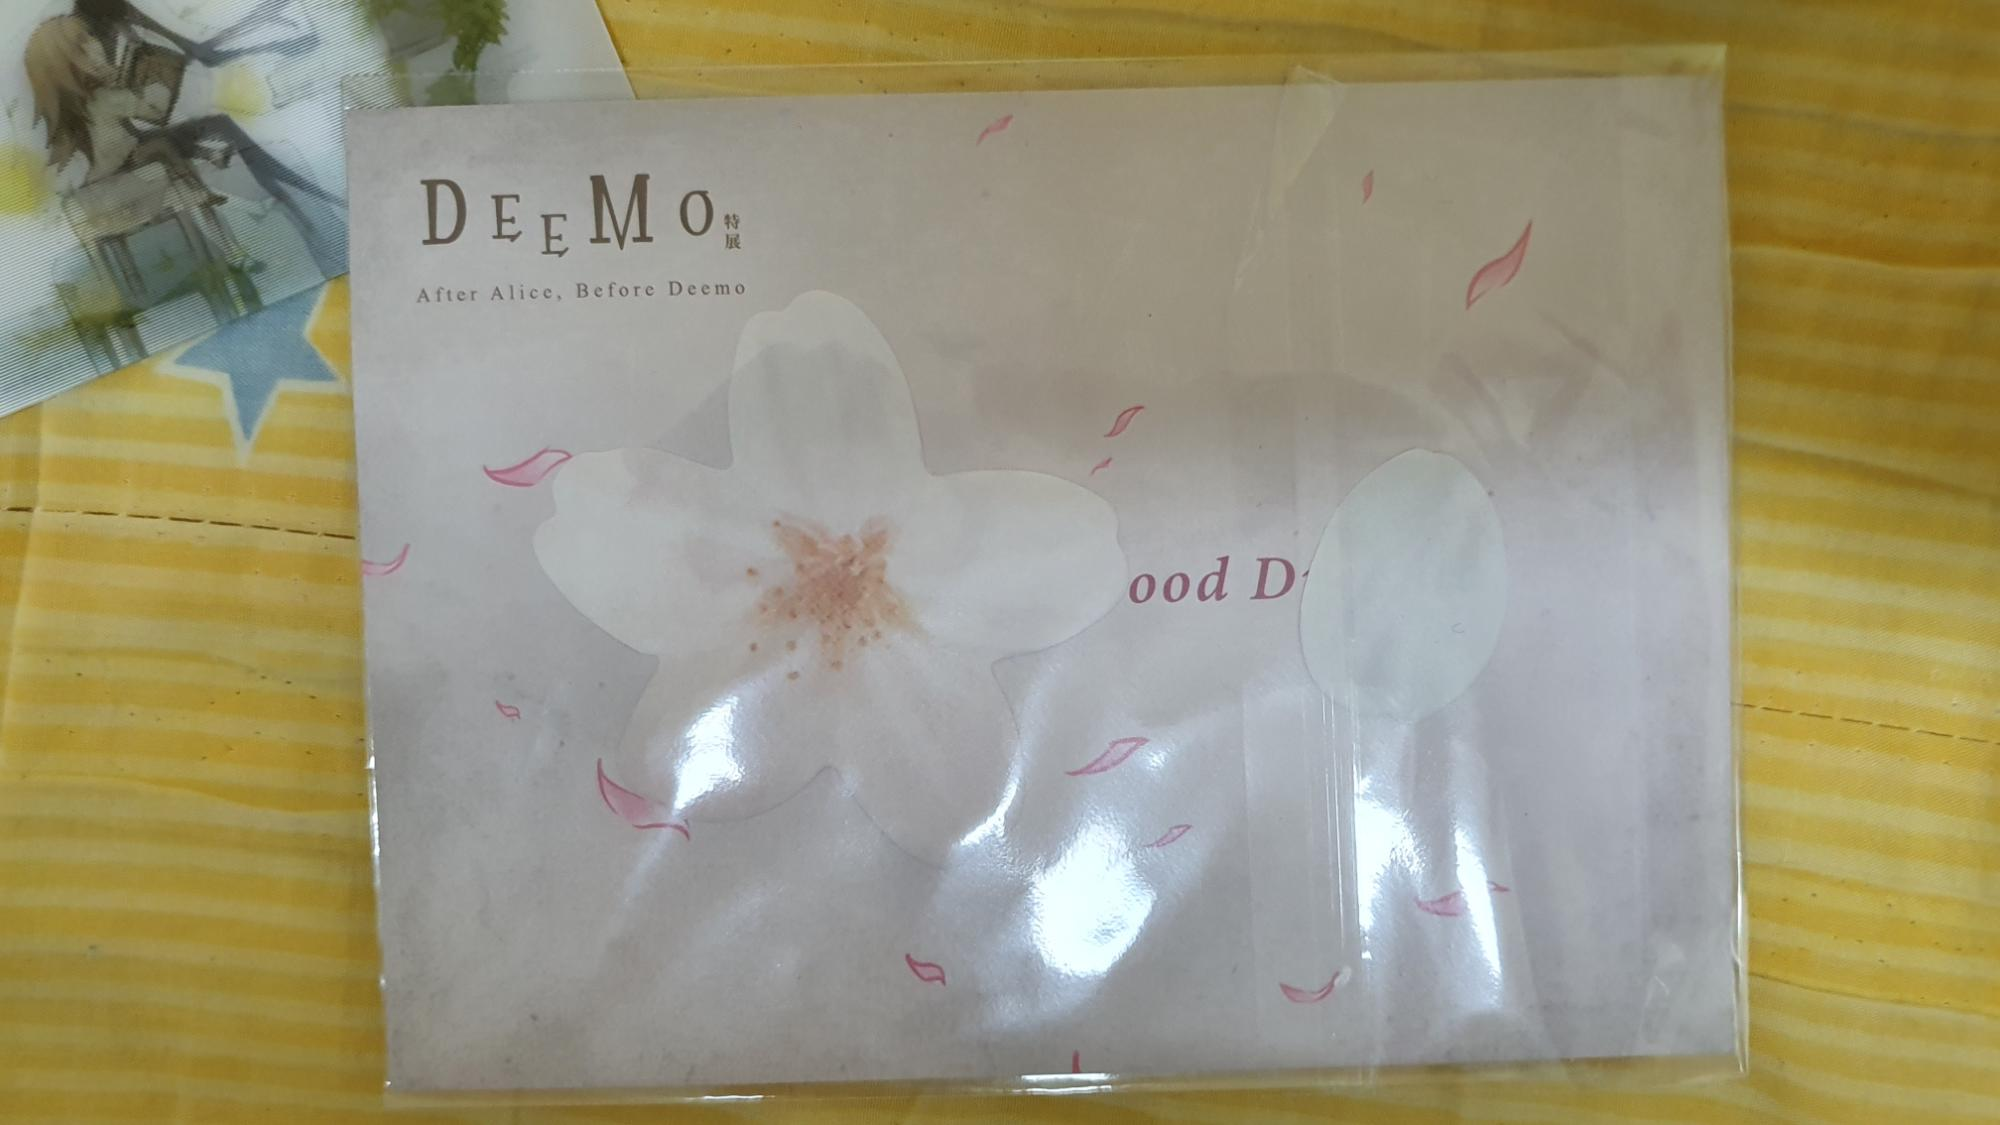 DEEMO特展
After Alice, Before Deemo
ood D